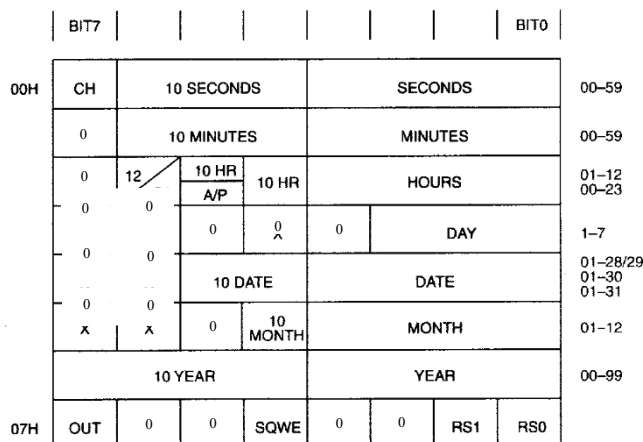 BIT7 BIT0
00H CH 10 SECONDS SECONDS 00–59
0 10 MINUTES MINUTES 00–59
0 12 10 HR 10 HR HOURS 01–12
A/P 00–23
0 0 0 0 0 DAY 1–7
01–28/29
0 0 10 DATE DATE 01–30
01–31
0 0 0 10 MONTH MONTH 01–12
X X
10 YEAR YEAR 00–99
07H OUT 0 0 SQWE 0 0 RS1 RS0